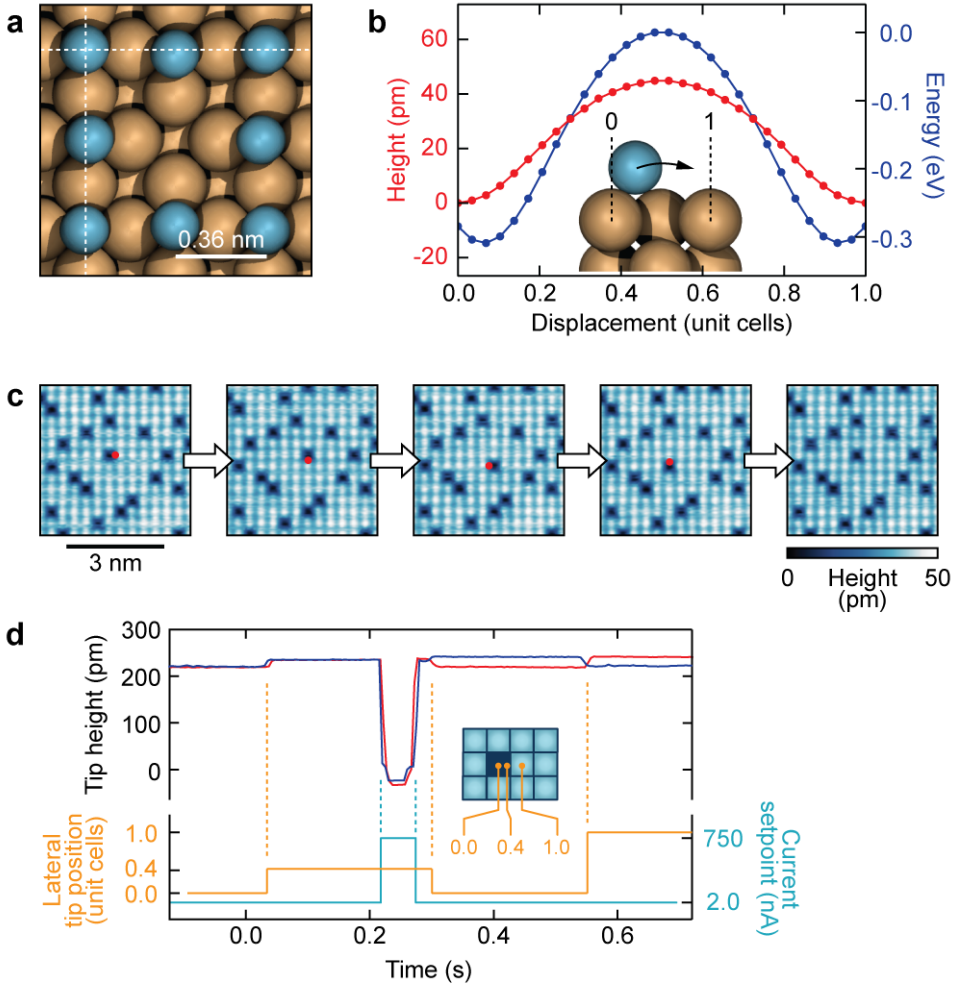 a
0.36 nm
b
Height (pm)
60
40
20
0
-20
0
1
0.0
-0.1
-0.2
-0.3
Energy (eV)
0.0
0.2
0.4
0.6
0.8
1.0
Displacement (unit cells)
c
3 nm
0
50
Height
(pm)
d
Tip height (pm)
300
200
100
0
0.0
0.4
1.0
Lateral
tip position
(unit cells)
1.0
0.4
0.0
750
2.0
Current
setpoint (nA)
0.0
0.2
0.4
0.6
Time (s)